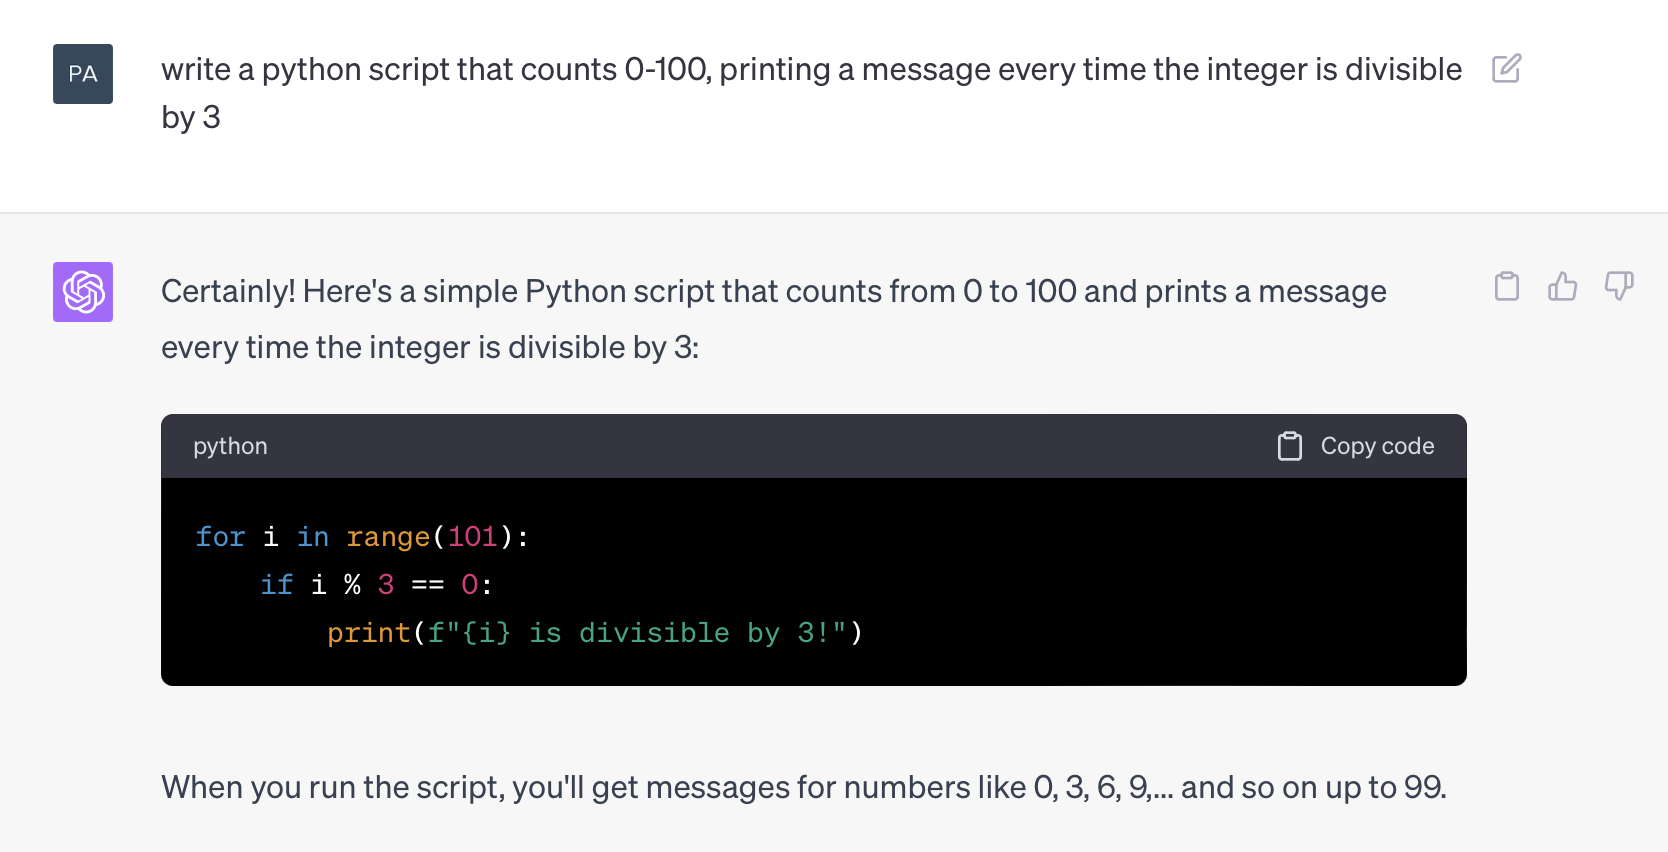 PA
write a python script that counts 0-100, printing a message every time the integer is divisible
by 3
Certainly! Here's a simple Python script that counts from 0 to 100 and prints a message
every time the integer is divisible by 3:
python
Copy code
for i in range(101):
    if i % 3 == 0:
        print(f"{i} is divisible by 3!")
When you run the script, you'll get messages for numbers like 0, 3, 6, 9,... and so on up to 99.